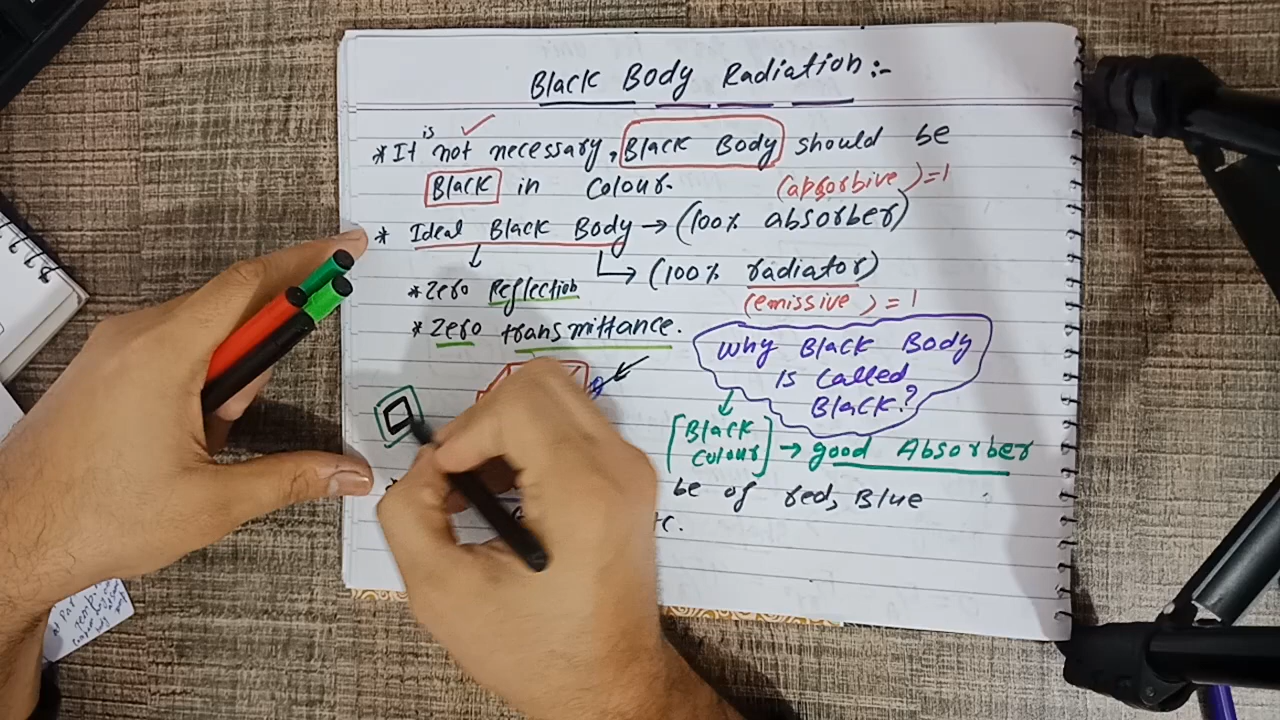 Black Body Radiation:-
* It is not necessary, Black Body should be
Black in Colour.
(apsorbive )=1
* Ideal Black Body → (100% absorber)
→ (100% radiator)
(emissive ) = 1
* Zero Reflection
* Zero transmittance.
Why Black Body
is Called
Black?
[Black Colour] → good Absorber
be of red, Blue